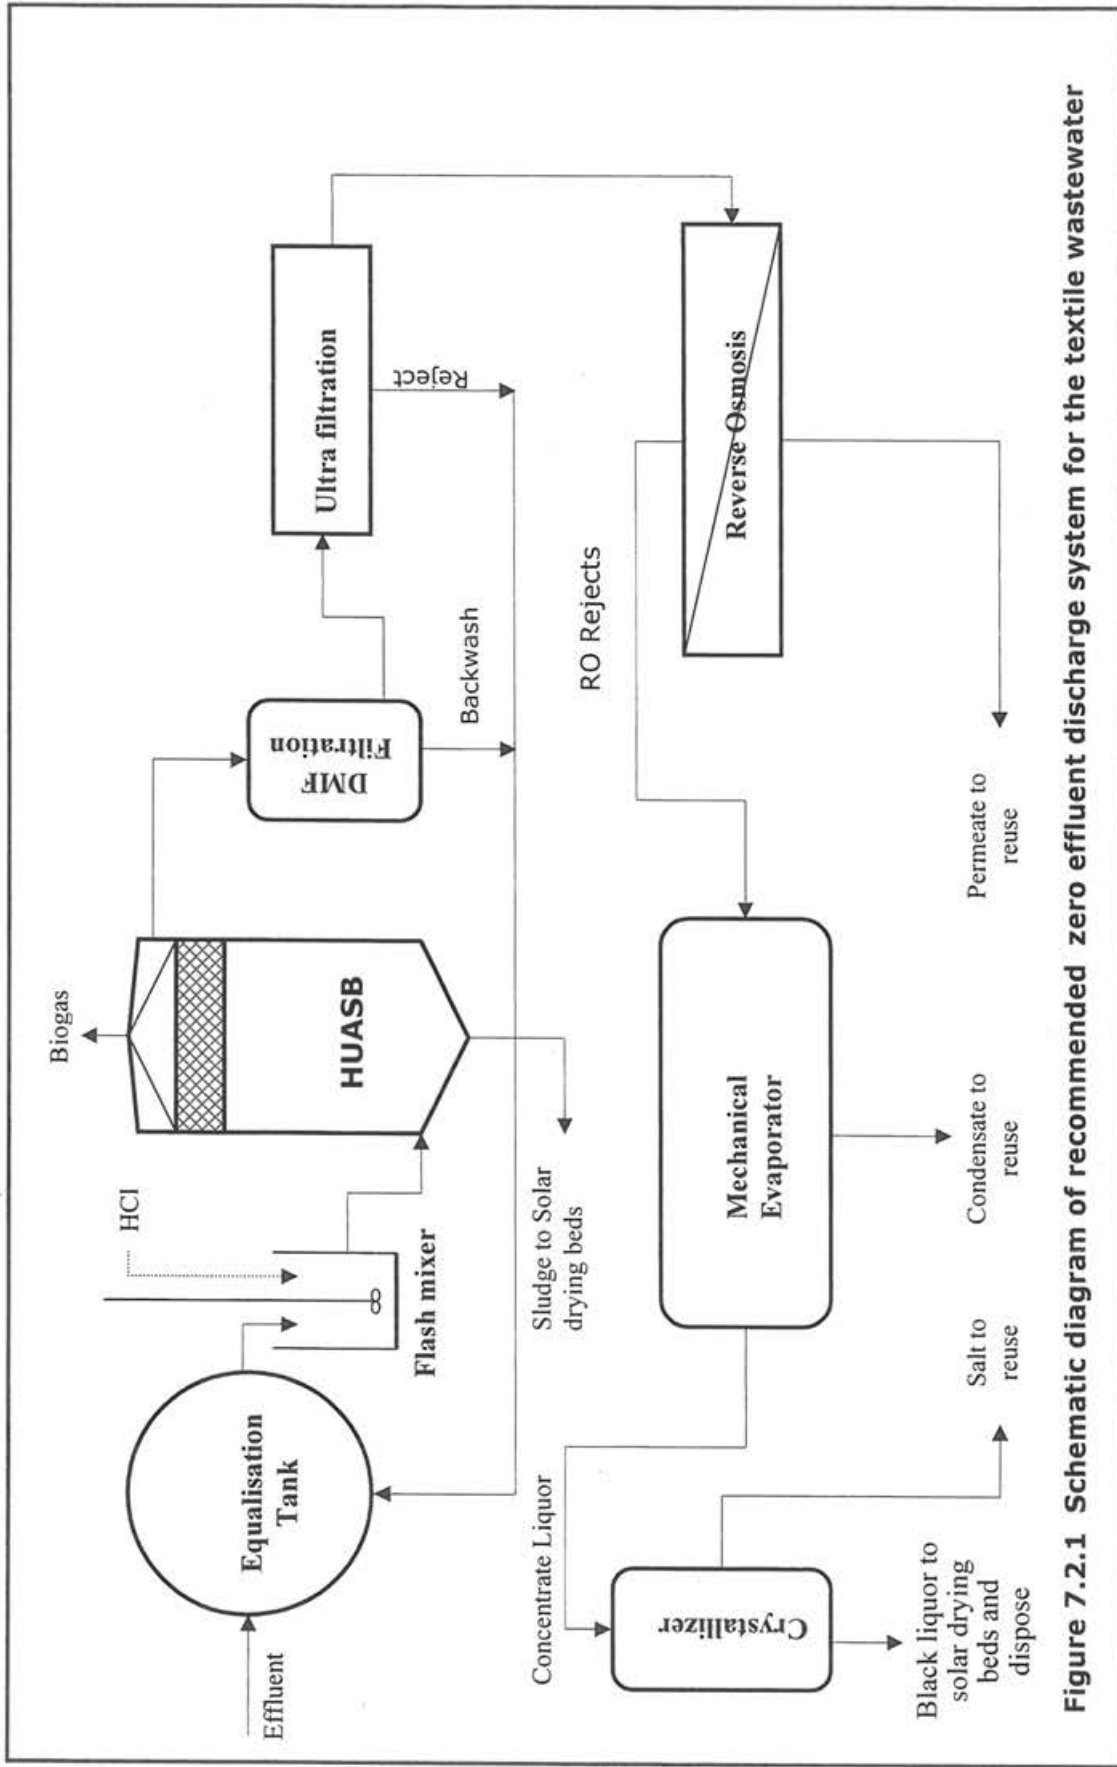 Biogas
HCl
Effluent
Equalisation
Tank
Flash mixer
HUASB
DMF
Filtration
Ultra filtration
Backwash
Reject
Sludge to Solar
drying beds
RO Rejects
Reverse Osmosis
Mechanical
Evaporator
Concentrate Liquor
Crystallizer
Black liquor to
solar drying
beds and
dispose
Salt to
reuse
Condensate to
reuse
Permeate to
reuse
Figure 7.2.1 Schematic diagram of recommended zero effluent discharge system for the textile wastewater